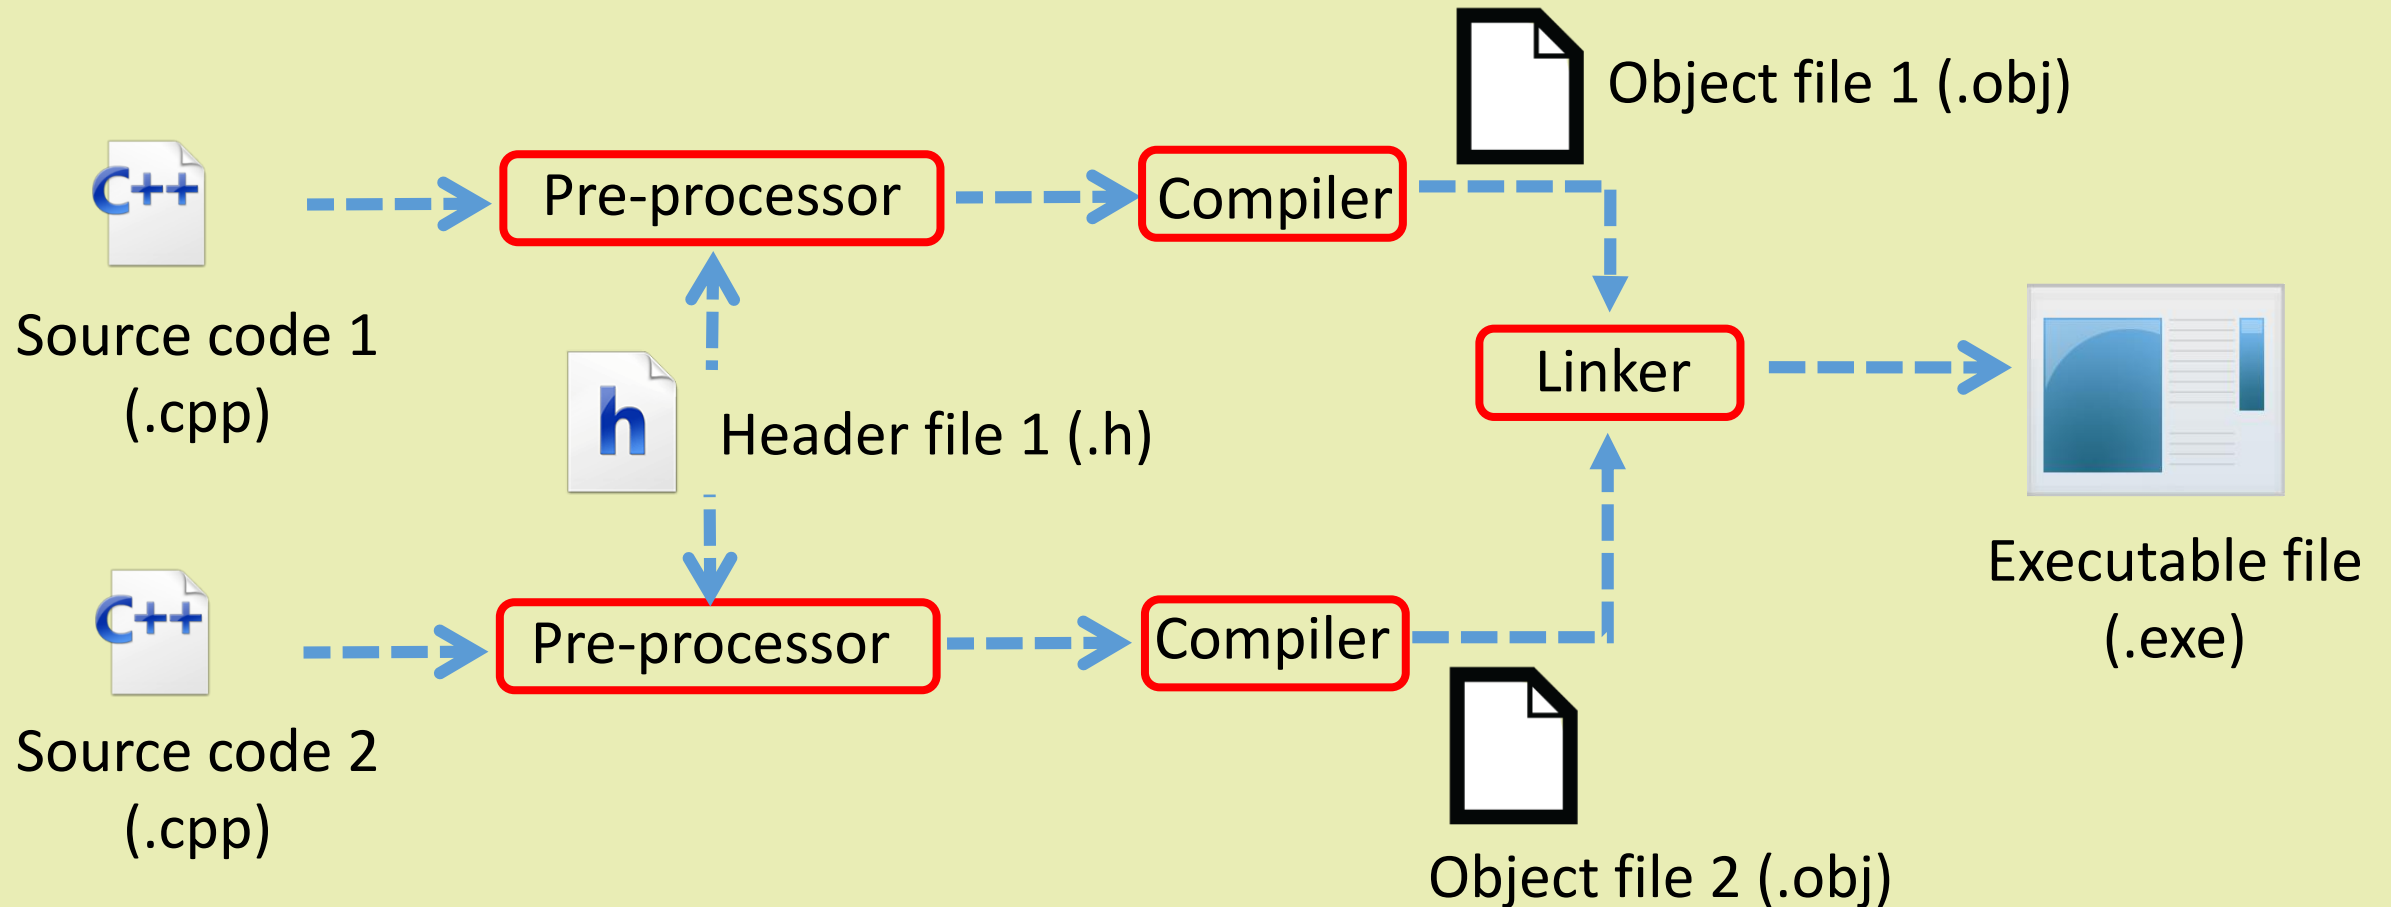 Object file 1 (.obj)
C++
Pre-processor
Compiler
Source code 1
(.cpp)
h
Header file 1 (.h)
Linker
Executable file
(.exe)
C++
Pre-processor
Compiler
Source code 2
(.cpp)
Object file 2 (.obj)